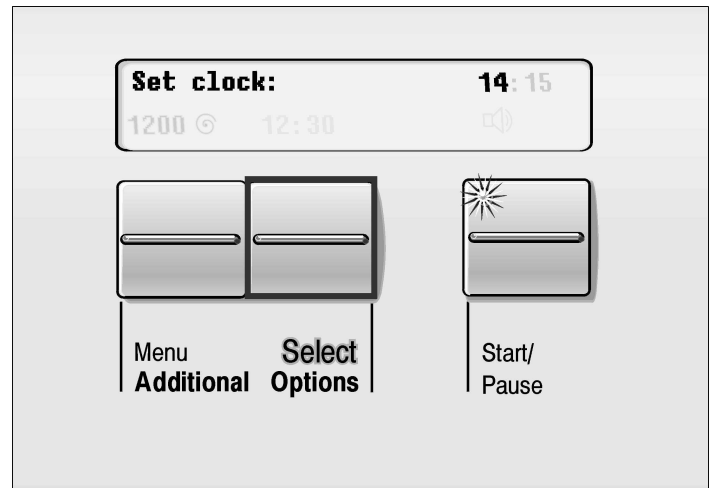 Set clock: 14:15
1200 12:30
Menu Select Start/
Additional Options Pause